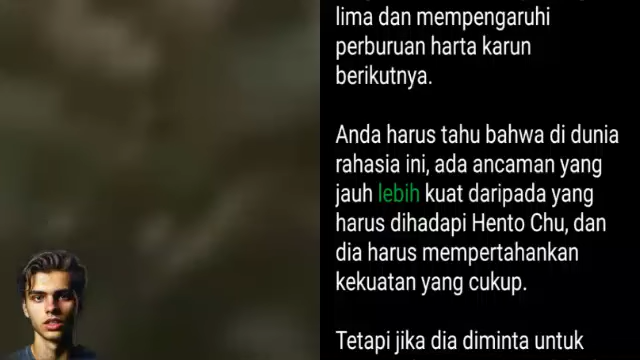 lima dan mempengaruhi
perburuan harta karun
berikutnya.
Anda harus tahu bahwa di dunia
rahasia ini, ada ancaman yang
jauh lebih kuat daripada yang
harus dihadapi Hento Chu, dan
dia harus mempertahankan
kekuatan yang cukup.
Tetapi jika dia diminta untuk